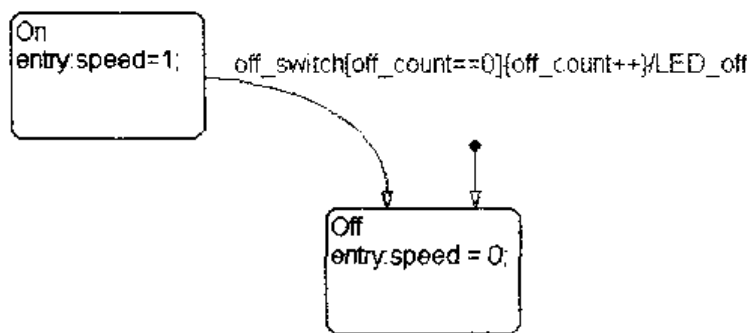 On
entry:speed=1;
off_switch[off_count==0]{off_count++}/LED_off
Off
entry:speed = 0;